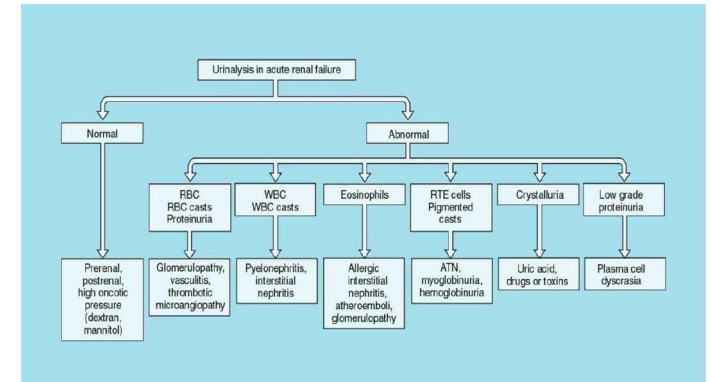 Urinalysis in acute renal failure
Normal
Abnormal
RBC
RBC casts
Proteinuria
WBC
WBC casts
Eosinophils
RTE cells
Pigmented
casts
Crystalluria
Low grade
proteinuria
Prerenal,
postrenal,
high oncotic
pressure
(dextran,
mannitol)
Glomerulopathy,
vasculitis,
thrombotic
microangiopathy
Pyelonephritis,
interstitial
nephritis
Allergic
interstitial
nephritis,
atheroemboli,
glomerulopathy
ATN,
myoglobinuria,
hemoglobinuria
Uric acid,
drugs or toxins
Plasma cell
dyscrasia